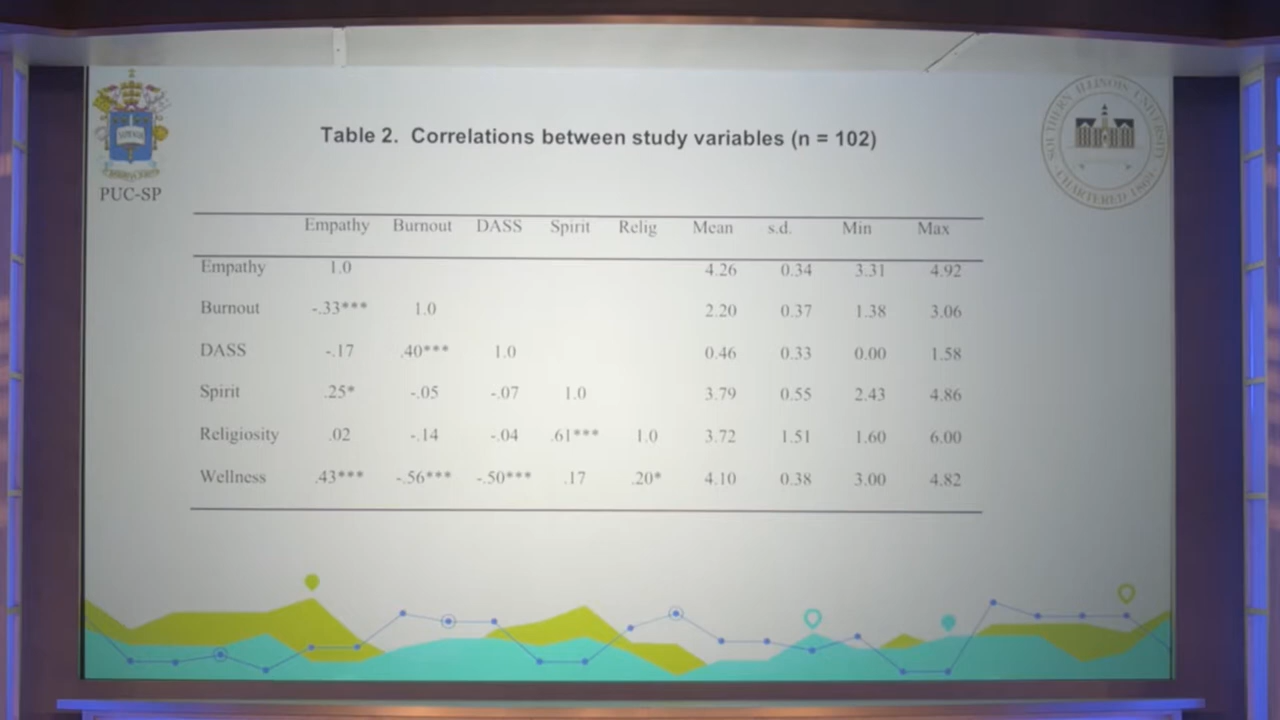 Table 2. Correlations between study variables (n = 102)
SOUTHERN ILLINOIS UNIVERSITY
CHARTERED 1869
PUC-SP
Empathy Burnout DASS Spirit Relig Mean s.d. Min Max
Empathy 1.0 4.26 0.34 3.31 4.92
Burnout -.33*** 1.0 2.20 0.37 1.38 3.06
DASS -.17 .40*** 1.0 0.46 0.33 0.00 1.58
Spirit .25* -.05 -.07 1.0 3.79 0.55 2.43 4.86
Religiosity .02 -.14 -.04 .61*** 1.0 3.72 1.51 1.60 6.00
Wellness .43*** -.56*** -.50*** .17 .20* 4.10 0.38 3.00 4.82